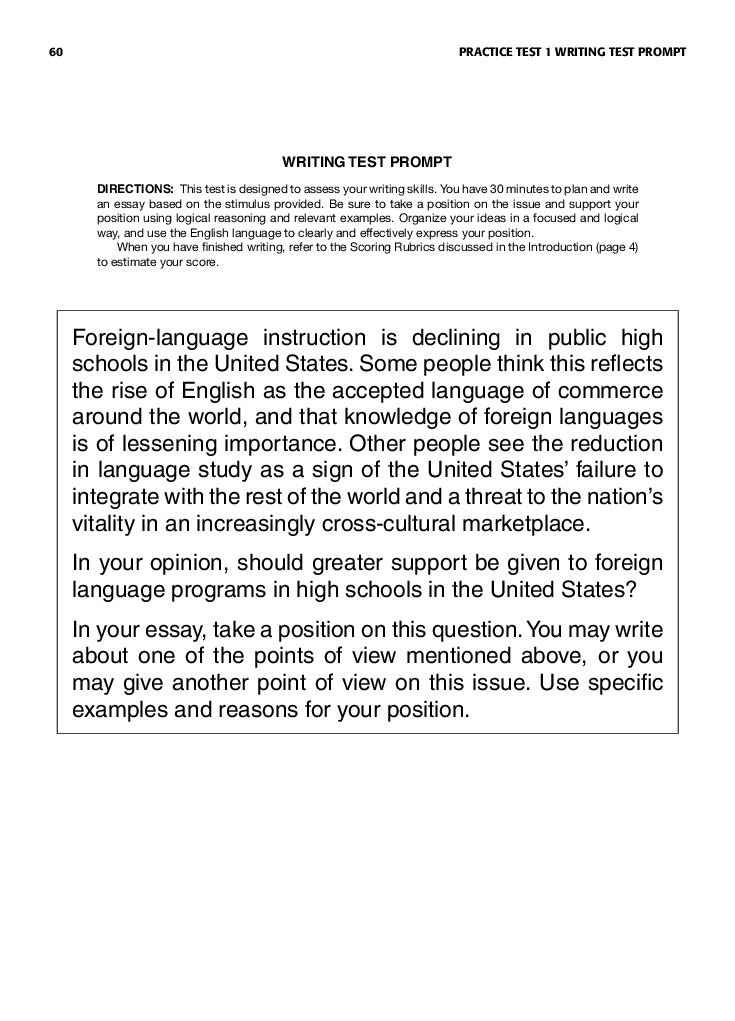 60
PRACTICE TEST 1 WRITING TEST PROMPT
WRITING TEST PROMPT
DIRECTIONS: This test is designed to assess your writing skills. You have 30 minutes to plan and write
an essay based on the stimulus provided. Be sure to take a position on the issue and support your
position using logical reasoning and relevant examples. Organize your ideas in a focused and logical
way, and use the English language to clearly and effectively express your position.
When you have finished writing, refer to the Scoring Rubrics discussed in the Introduction (page 4)
to estimate your score.
Foreign-language instruction is declining in public high
schools in the United States. Some people think this reflects
the rise of English as the accepted language of commerce
around the world, and that knowledge of foreign languages
is of lessening importance. Other people see the reduction
in language study as a sign of the United States’ failure to
integrate with the rest of the world and a threat to the nation’s
vitality in an increasingly cross-cultural marketplace.
In your opinion, should greater support be given to foreign
language programs in high schools in the United States?
In your essay, take a position on this question. You may write
about one of the points of view mentioned above, or you
may give another point of view on this issue. Use specific
examples and reasons for your position.